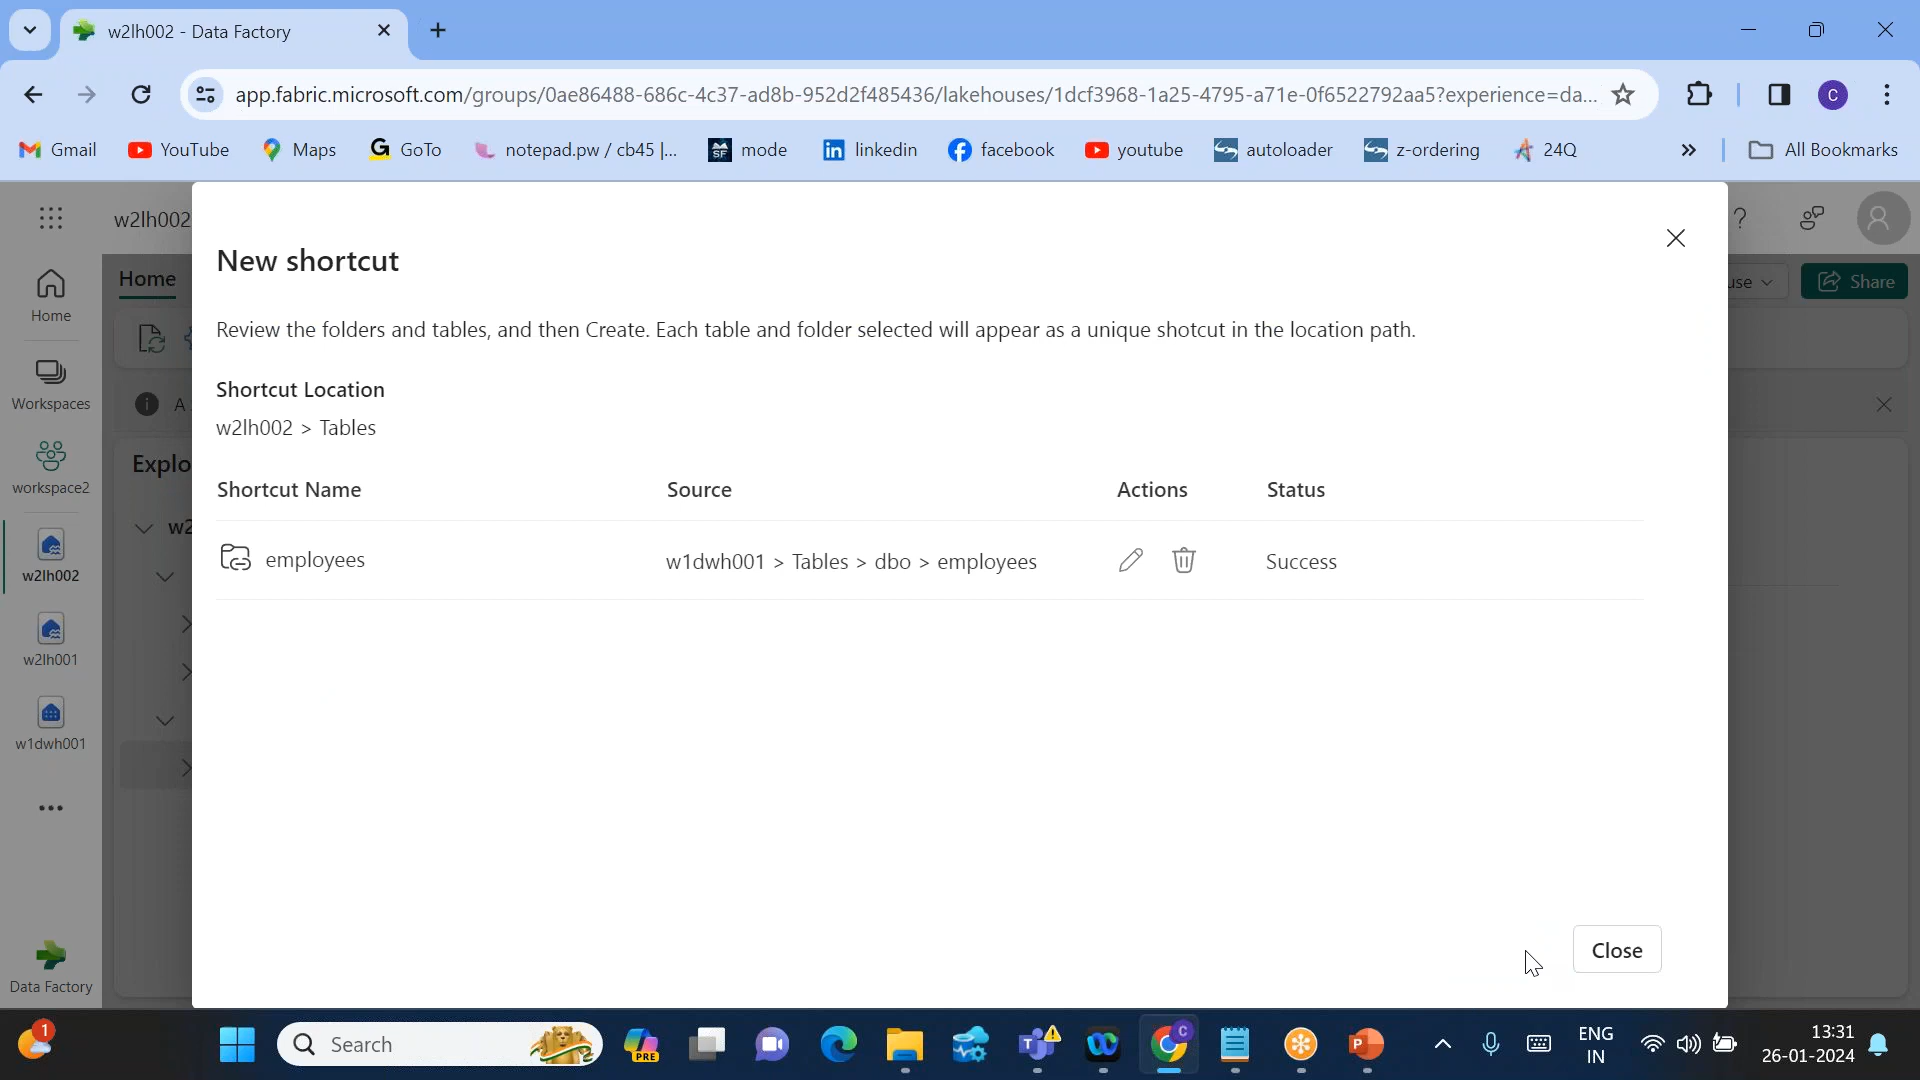 w2lh002 - Data Factory
app.fabric.microsoft.com/groups/0ae86488-686c-4c37-ad8b-952d2f485436/lakehouses/1dcf3968-1a25-4795-a71e-0f6522792aa5?experience=da...
C
Gmail YouTube Maps GoTo notepad.pw / cb45 |... mode linkedin facebook youtube autoloader z-ordering 24Q » All Bookmarks
w2lh002
New shortcut
Home
Share
Home
Review the folders and tables, and then Create. Each table and folder selected will appear as a unique shotcut in the location path.
Workspaces
A
Shortcut Location
w2lh002 > Tables
Explo
workspace2
Shortcut Name Source Actions Status
w2
employees w1dwh001 > Tables > dbo > employees Success
w2lh002
w2lh001
w1dwh001
Close
Data Factory
1
Search
PRE
ENG
IN
13:31
26-01-2024